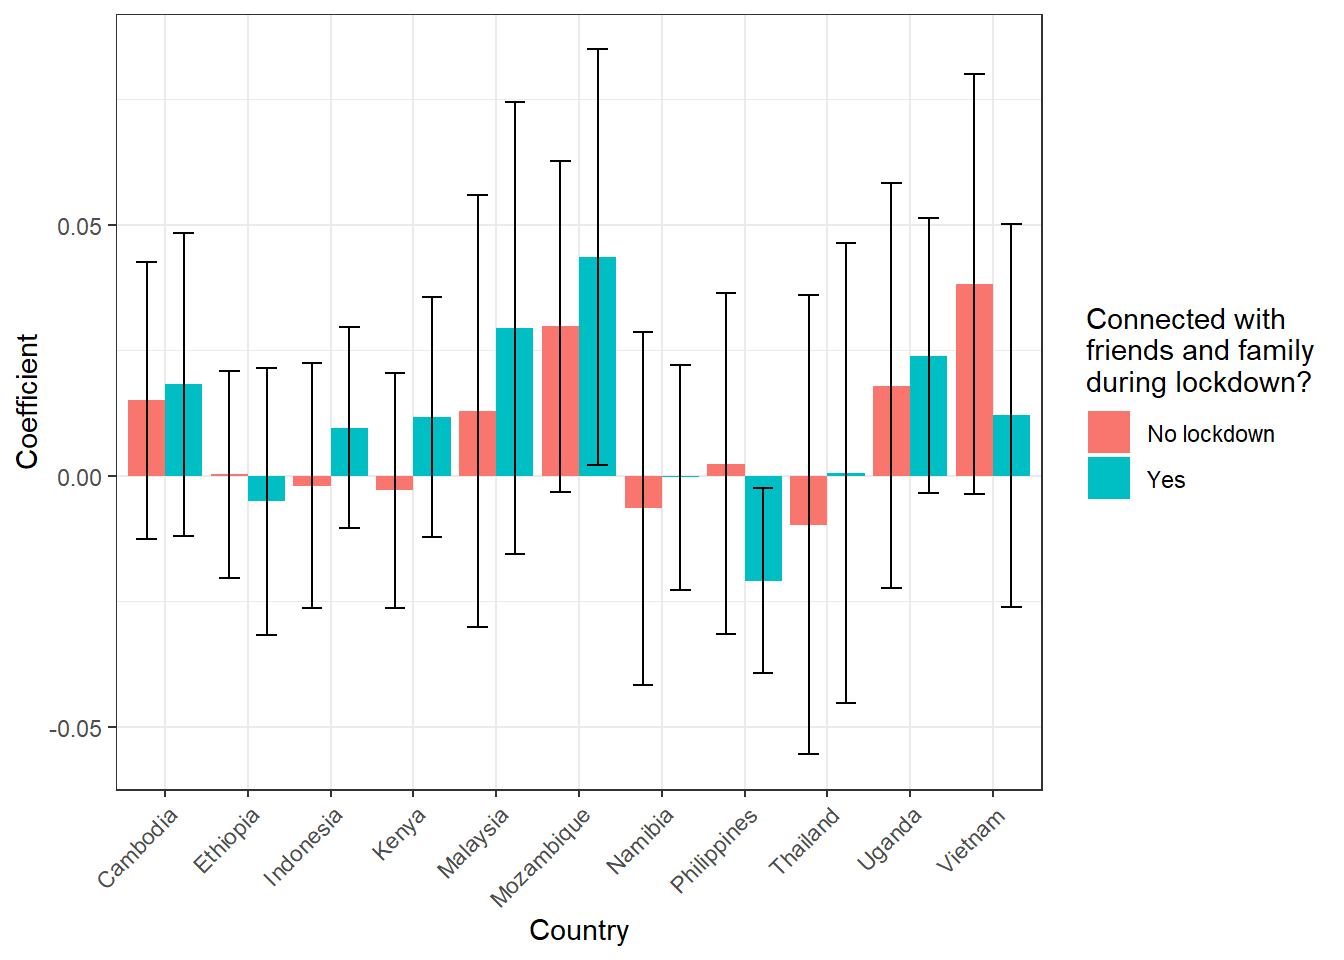 0.05
0.00
-0.05
Coefficient
Cambodia
Ethiopia
Indonesia
Kenya
Malaysia
Mozambique
Namibia
Philippines
Thailand
Uganda
Vietnam
Country
Connected with
friends and family
during lockdown?
No lockdown
Yes